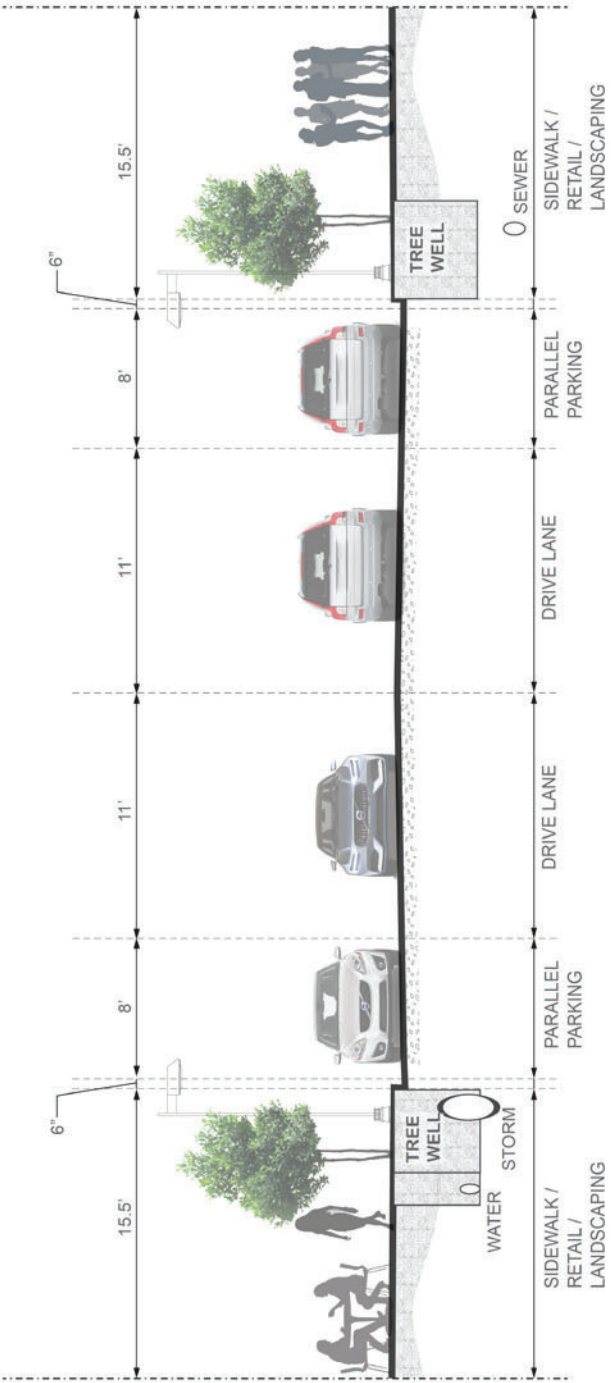 6"
6"
15.5'
8'
11'
11'
8'
15.5'
TREE
WELL
TREE
WELL
WATER
STORM
SEWER
SIDEWALK /
RETAIL /
LANDSCAPING
PARALLEL
PARKING
DRIVE LANE
DRIVE LANE
PARALLEL
PARKING
SIDEWALK /
RETAIL /
LANDSCAPING